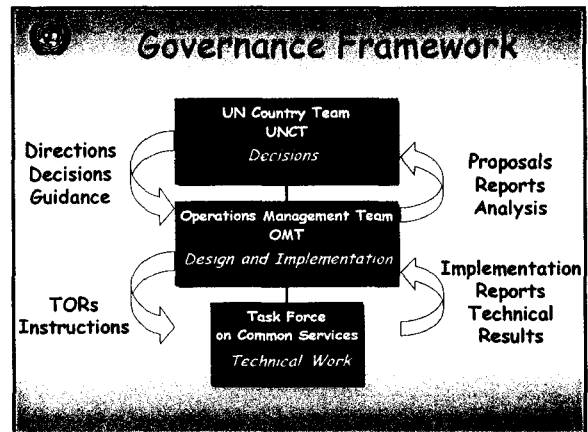 Governance Framework
UN Country Team
UNCT
Decisions
Directions
Decisions
Guidance
Proposals
Reports
Analysis
Operations Management Team
OMT
Design and Implementation
TORs
Instructions
Implementation
Reports
Technical
Results
Task Force
on Common Services
Technical Work